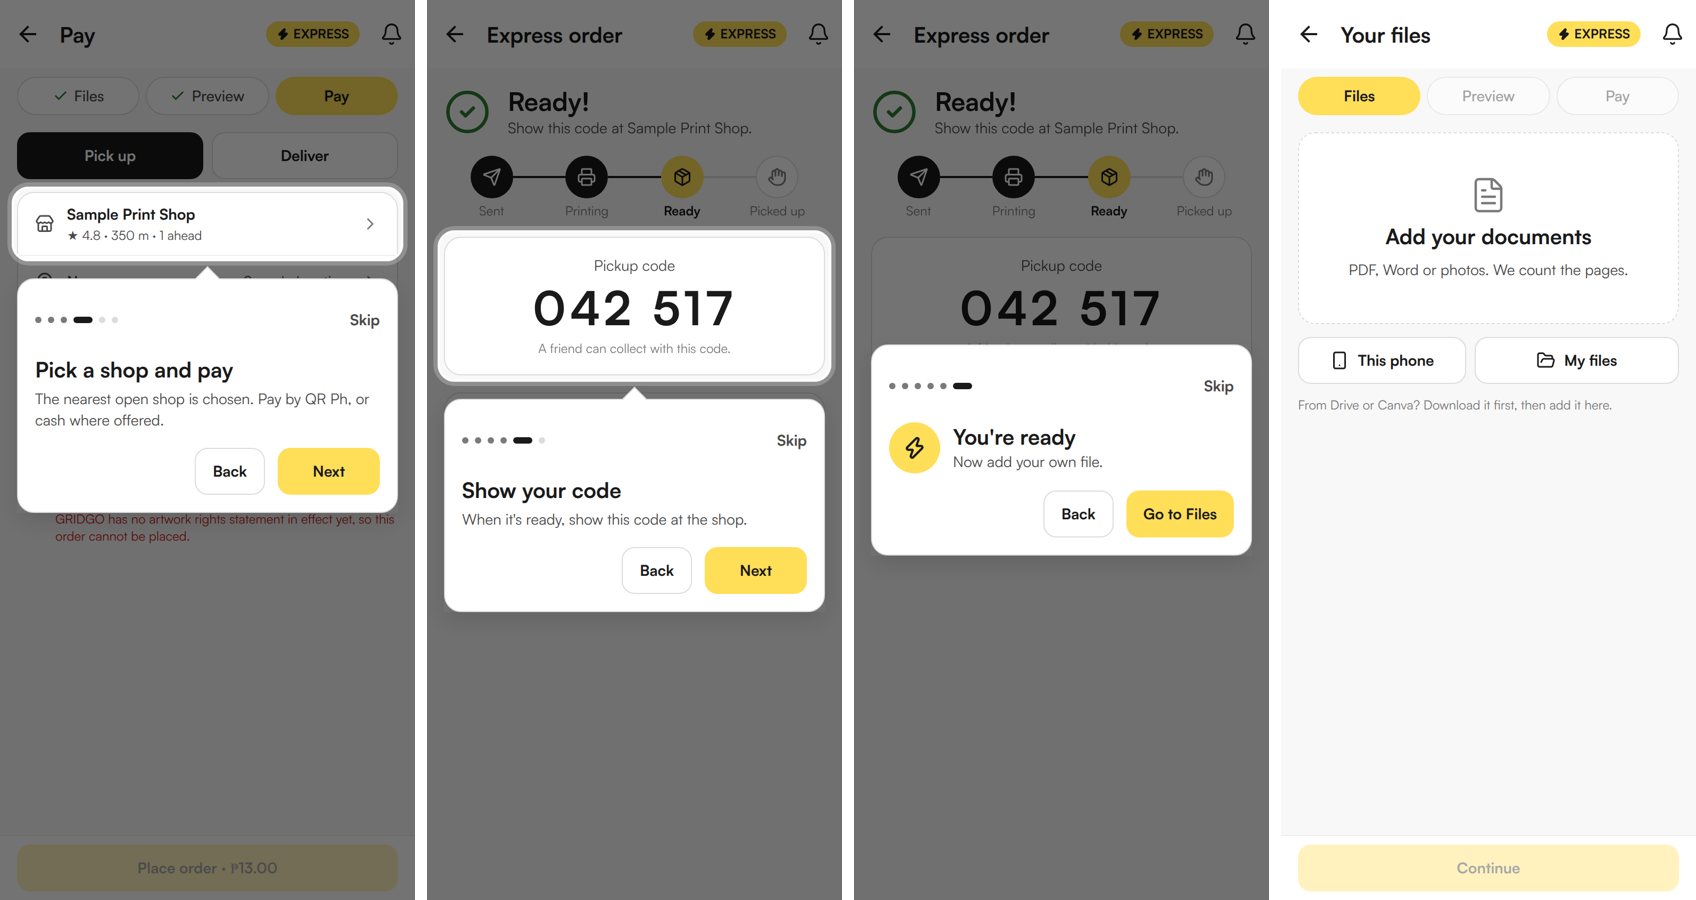 Pay
EXPRESS
Files
Preview
Pay
Pick up
Deliver
Sample Print Shop
★ 4.8 · 350 m · 1 ahead
Skip
Pick a shop and pay
The nearest open shop is chosen. Pay by QR Ph, or
cash where offered.
Back
Next
GRIDGO has no artwork rights statement in effect yet, so this
order cannot be placed.
Place order · ₱13.00
Express order
EXPRESS
Ready!
Show this code at Sample Print Shop.
Sent
Printing
Ready
Picked up
Pickup code
042 517
A friend can collect with this code.
Skip
Show your code
When it's ready, show this code at the shop.
Back
Next
Express order
EXPRESS
Ready!
Show this code at Sample Print Shop.
Sent
Printing
Ready
Picked up
Pickup code
042 517
Skip
You're ready
Now add your own file.
Back
Go to Files
Your files
EXPRESS
Files
Preview
Pay
Add your documents
PDF, Word or photos. We count the pages.
This phone
My files
From Drive or Canva? Download it first, then add it here.
Continue